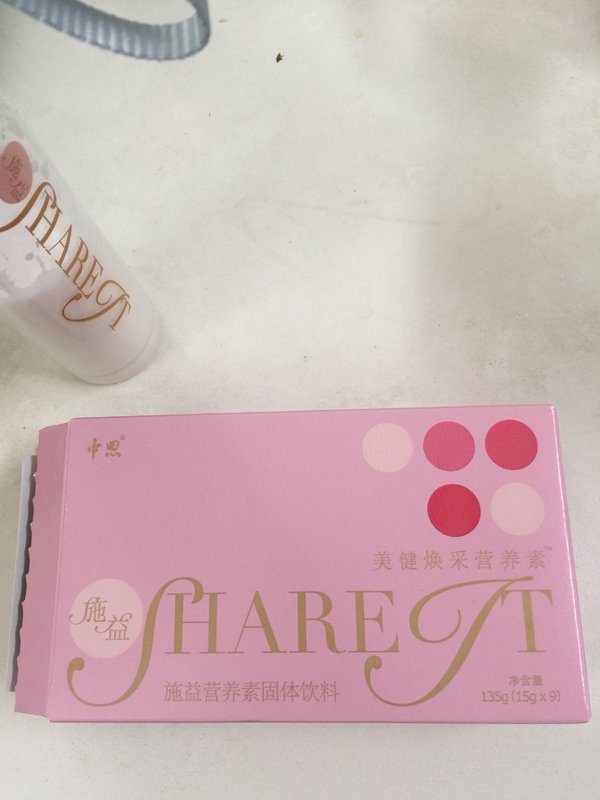 施益
SHARE IT
中思®
美健焕采营养素™
施益
SHARE IT
施益营养素固体饮料
净含量
135g(15g x 9)